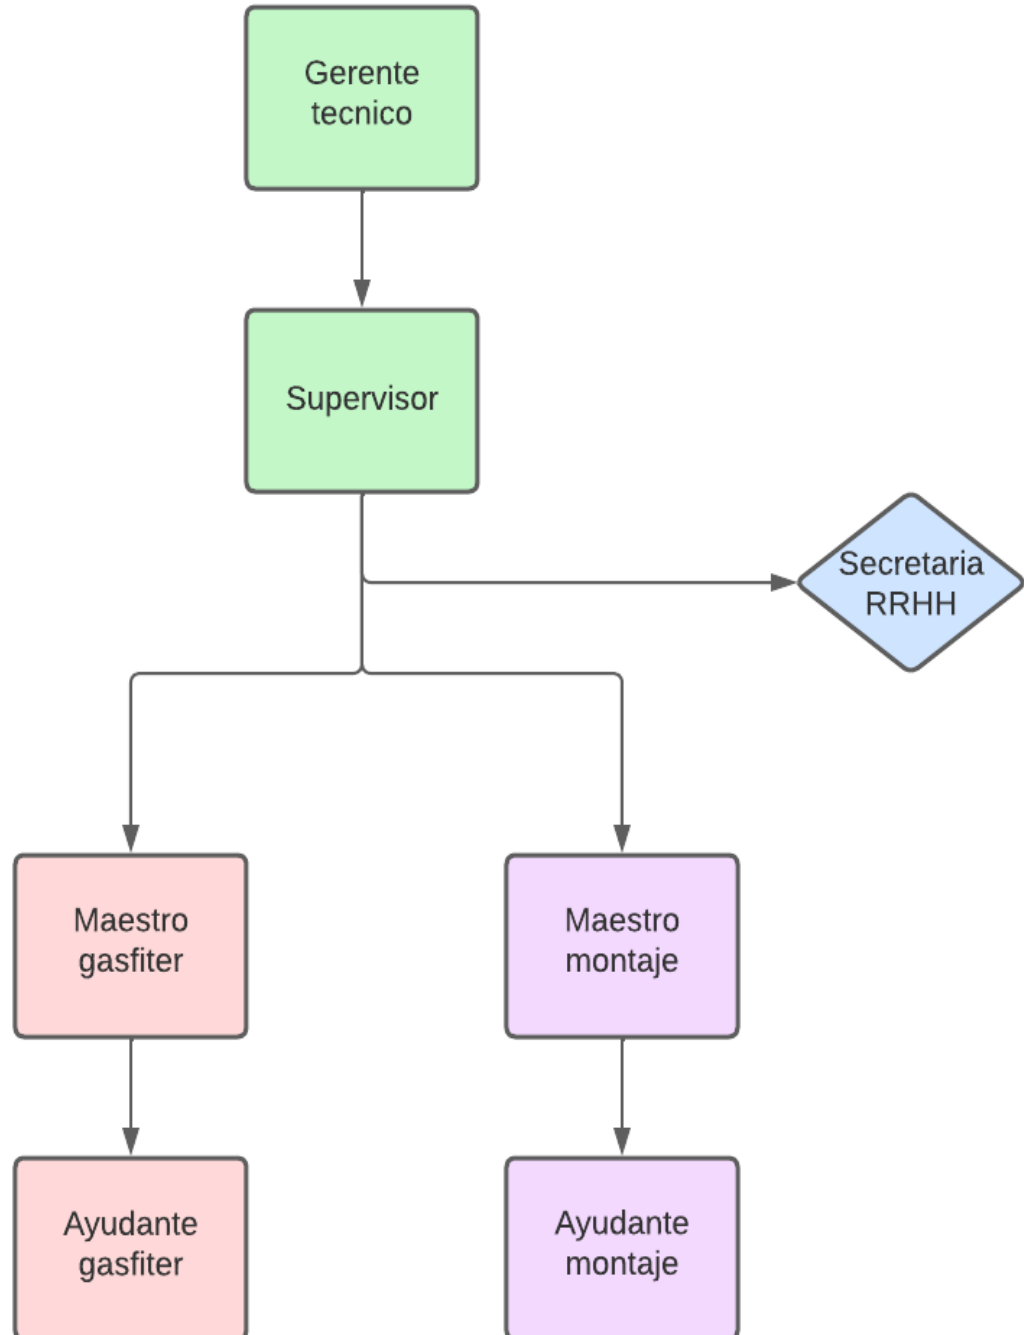 Gerente
tecnico
Supervisor
Secretaria
RRHH
Maestro
gasfiter
Maestro
montaje
Ayudante
gasfiter
Ayudante
montaje